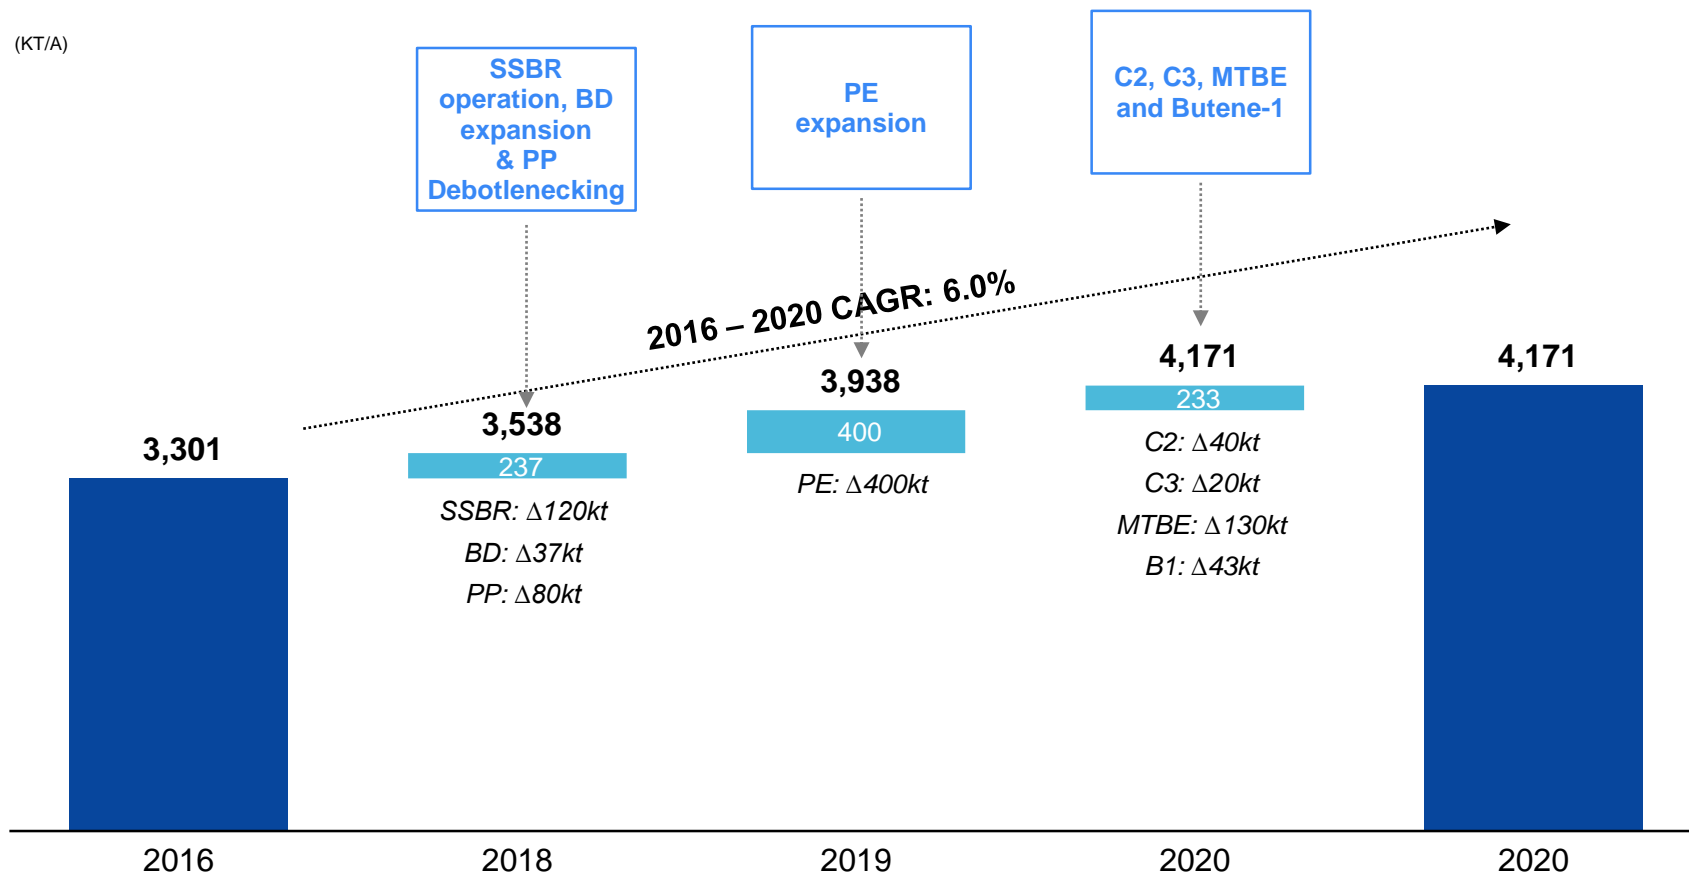 (KT/A)
SSBR
operation, BD
expansion
& PP
Debotlenecking
PE
expansion
C2, C3, MTBE
and Butene-1
2016 – 2020 CAGR: 6.0%
3,301
3,538
237
SSBR: ∆120kt
BD: ∆37kt
PP: ∆80kt
3,938
400
PE: ∆400kt
4,171
233
C2: ∆40kt
C3: ∆20kt
MTBE: ∆130kt
B1: ∆43kt
4,171
2016
2018
2019
2020
2020